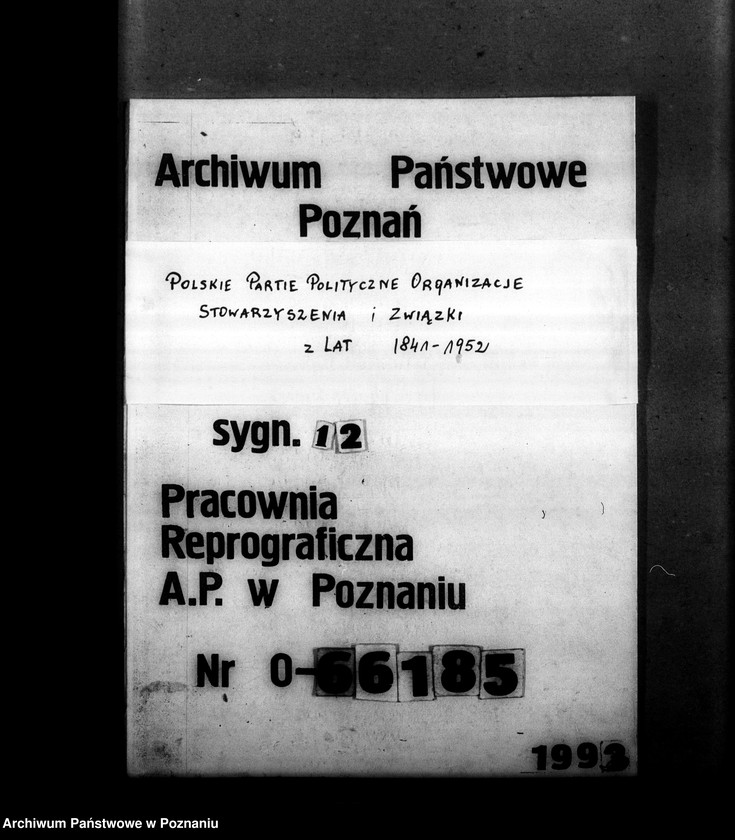 Archiwum Państwowe
Poznań
POLSKIE PARTIE POLITYCZNE ORGANIZACJE
STOWARZYSZENIA i ZWIĄZKI
z LAT 1841-1952
sygn. 12
Pracownia
Reprograficzna
A.P. w Poznaniu
Nr 0-66185
1993
Archiwum Państwowe w Poznaniu